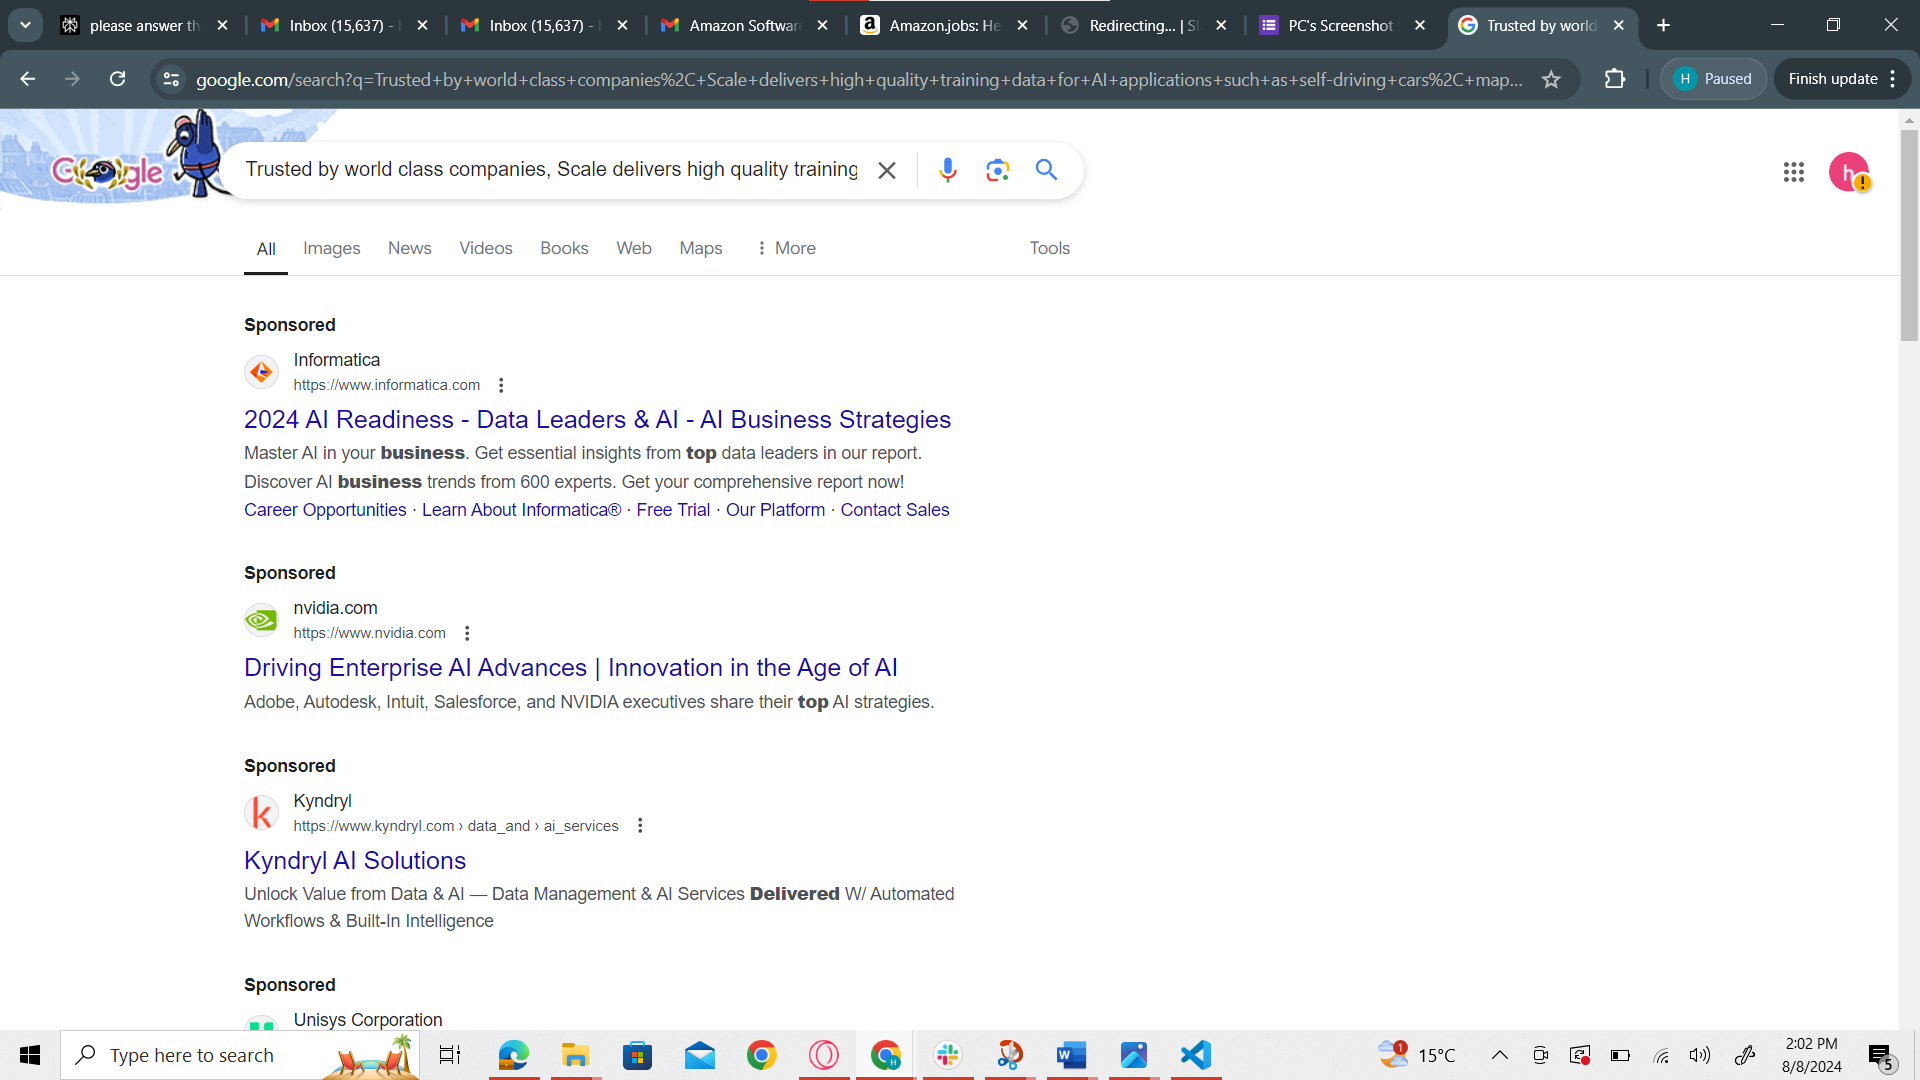 please answer th
Inbox (15,637) -
Inbox (15,637) -
Amazon Softwar
Amazon.jobs: He
Redirecting... | Sl
PC's Screenshot
Trusted by world
google.com/search?q=Trusted+by+world+class+companies%2C+Scale+delivers+high+quality+training+data+for+AI+applications+such+as+self-driving+cars%2C+map...
H Paused
Finish update
Google
Trusted by world class companies, Scale delivers high quality training
h
All Images News Videos Books Web Maps More Tools
Sponsored
Informatica
https://www.informatica.com
2024 AI Readiness - Data Leaders & AI - AI Business Strategies
Master AI in your business. Get essential insights from top data leaders in our report.
Discover AI business trends from 600 experts. Get your comprehensive report now!
Career Opportunities · Learn About Informatica® · Free Trial · Our Platform · Contact Sales
Sponsored
nvidia.com
https://www.nvidia.com
Driving Enterprise AI Advances | Innovation in the Age of AI
Adobe, Autodesk, Intuit, Salesforce, and NVIDIA executives share their top AI strategies.
Sponsored
Kyndryl
https://www.kyndryl.com › data_and › ai_services
Kyndryl AI Solutions
Unlock Value from Data & AI — Data Management & AI Services Delivered W/ Automated
Workflows & Built-In Intelligence
Sponsored
Unisys Corporation
Type here to search
1
15°C
2:02 PM
8/8/2024
5